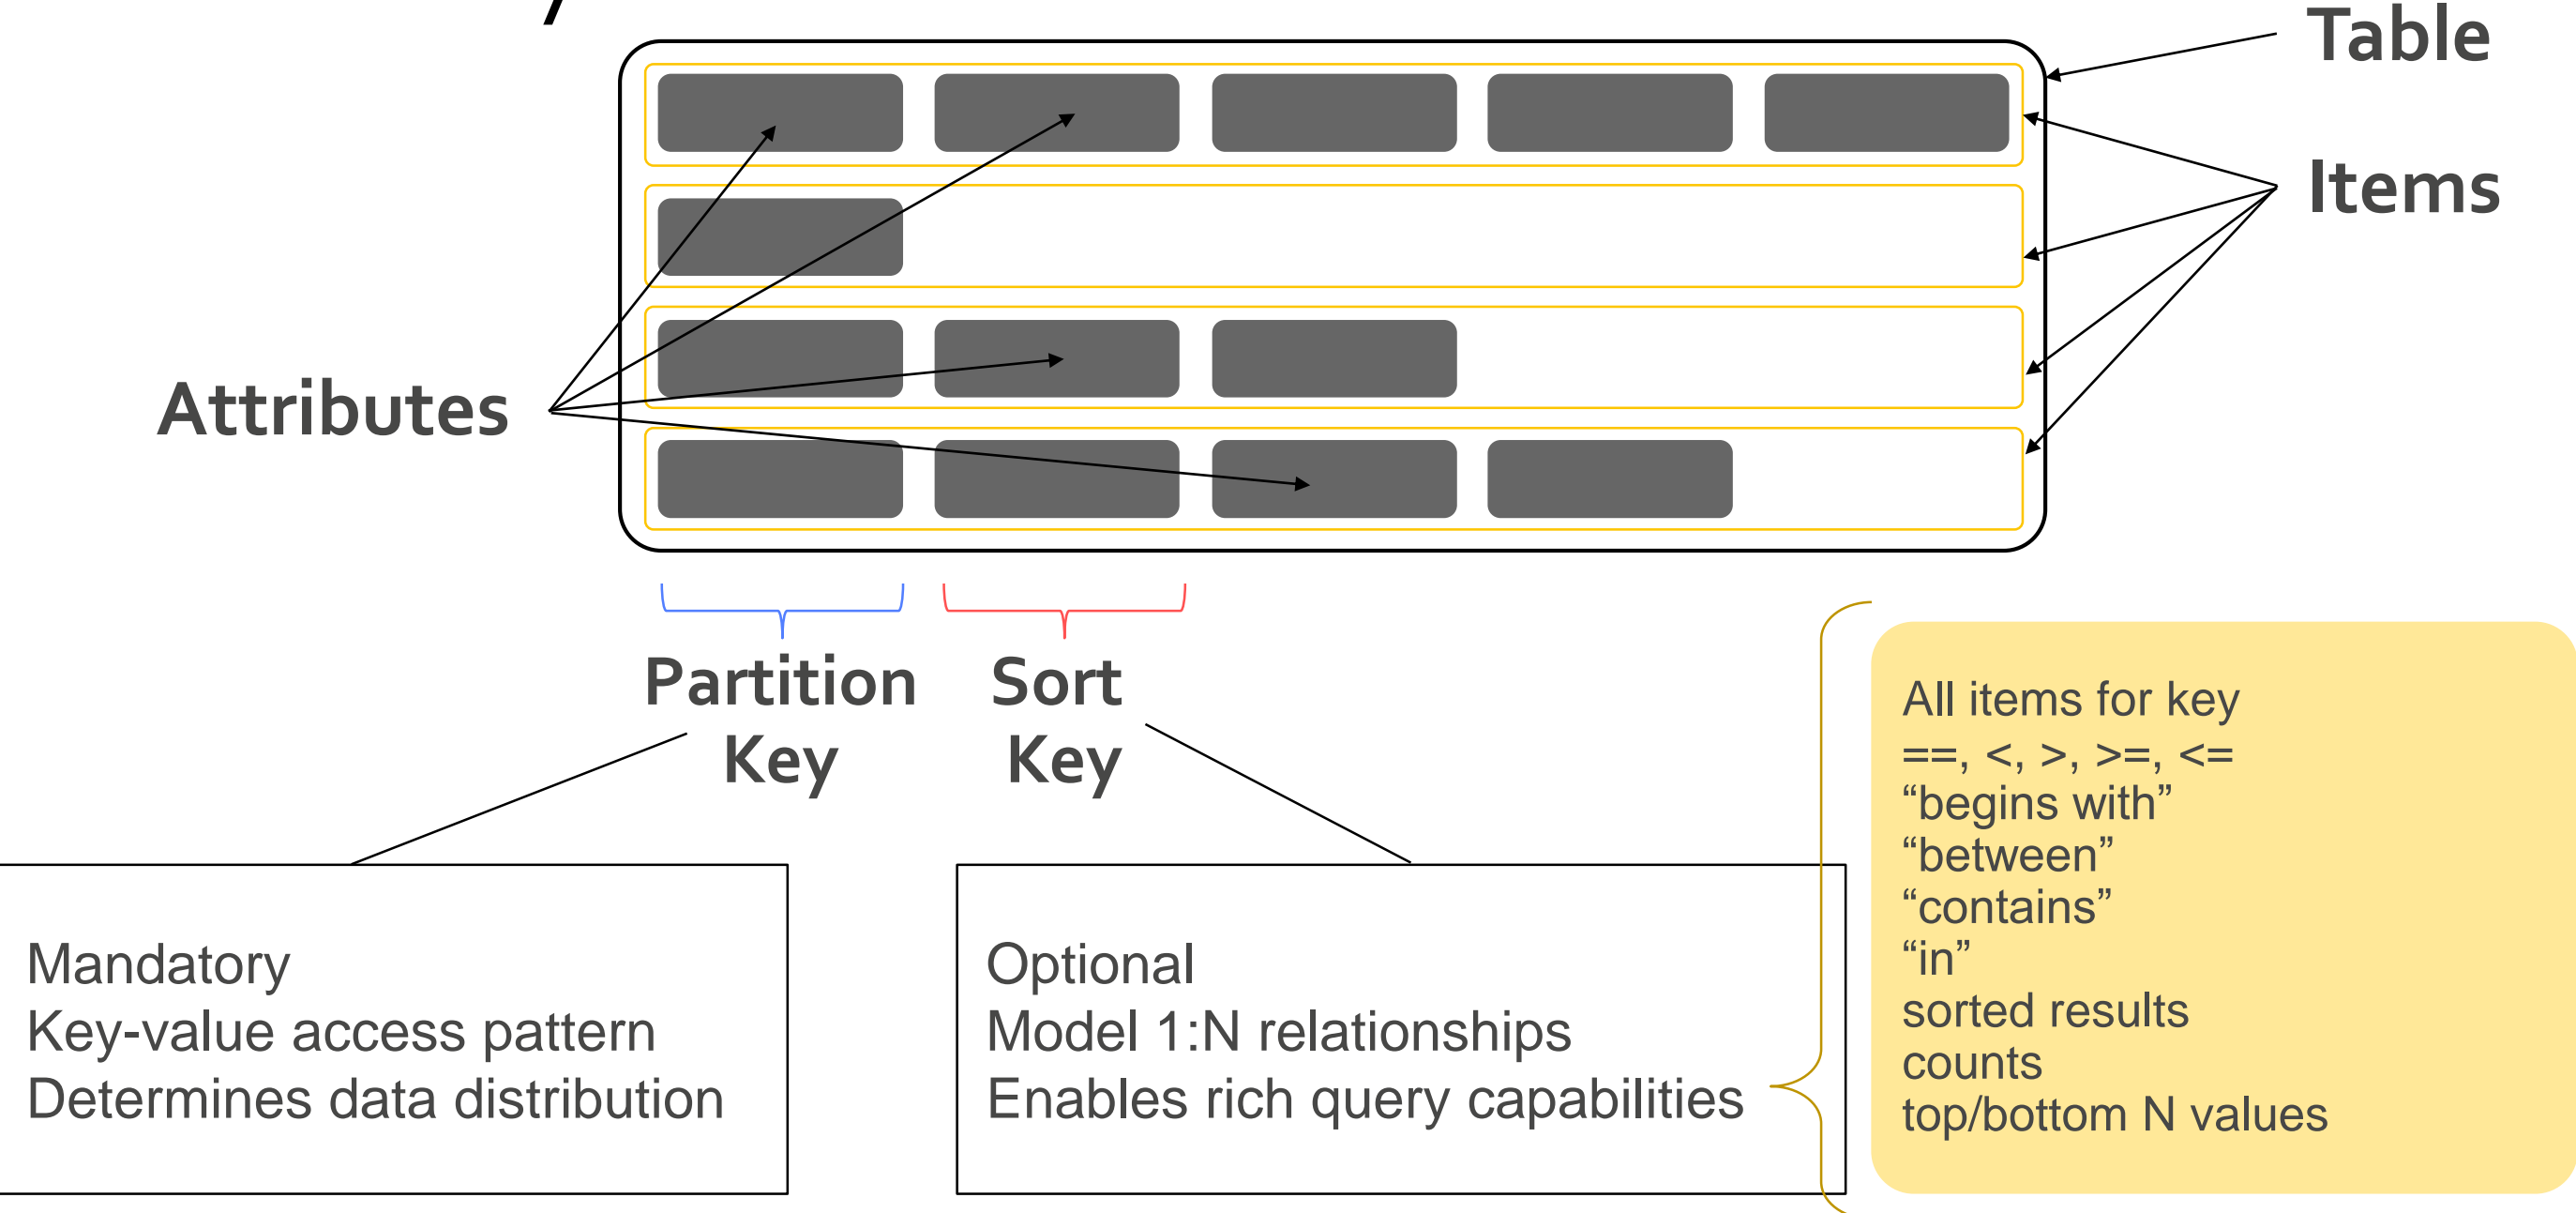 Table
Items
Attributes
Partition
Key
Sort
Key
Mandatory
Key-value access pattern
Determines data distribution
Optional
Model 1:N relationships
Enables rich query capabilities
All items for key
==, <, >, >=, <=
“begins with”
“between”
“contains”
“in”
sorted results
counts
top/bottom N values